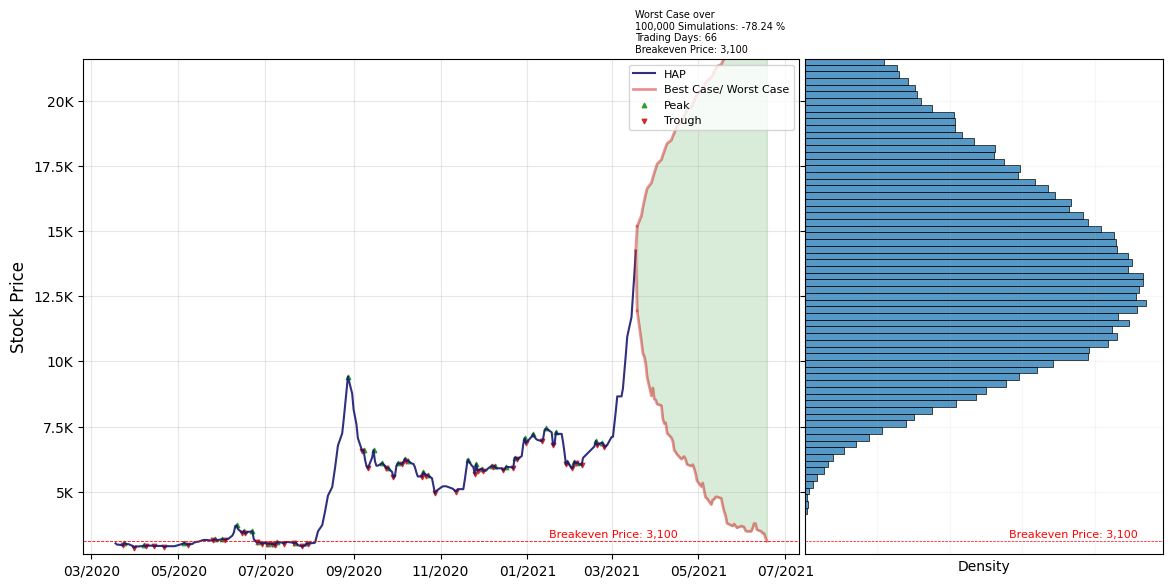 Worst Case over
100,000 Simulations: -78.24 %
Trading Days: 66
Breakeven Price: 3,100
HAP
Best Case/ Worst Case
Peak
Trough
Stock Price
20K
17.5K
15K
12.5K
10K
7.5K
5K
Breakeven Price: 3,100
Breakeven Price: 3,100
03/2020
05/2020
07/2020
09/2020
11/2020
01/2021
03/2021
05/2021
07/2021
Density